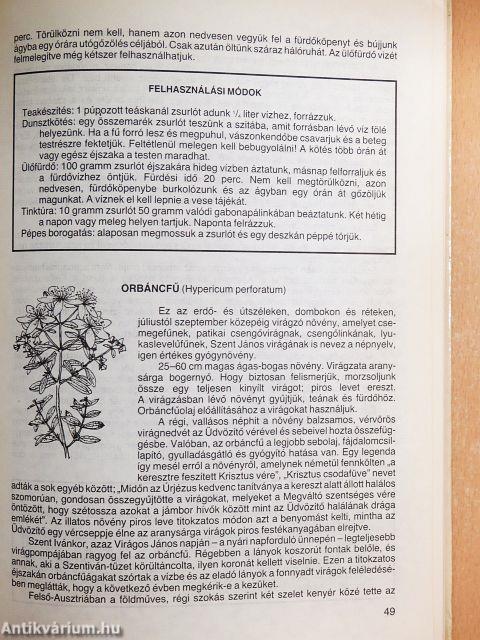 perc. Törülközni nem kell, hanem azon nedvesen vegyük fel a fürdőköpenyt és bújjunk
ágyba egy órára utógőzölés céljából. Csak azután öltünk száraz hálóruhát. Az ülőfürdő vizét
felmelegítve még kétszer felhasználhatjuk.
FELHASZNÁLÁSI MÓDOK
Teakészítés: 1 púpozott teáskanál zsurlót adunk ¼ liter vízhez, forrázzuk.
Dunsztkötés: egy összemarék zsurlót teszünk a szitába, amit forrásban lévő víz fölé
helyezünk. Ha a fű forró lesz és megpuhul, vászonkendőbe csavarjuk és a beteg
testrészre fektetjük. Feltétlenül melegen kell bebugyolálni! A kötés több órán át
vagy egész éjszaka a testen maradhat.
Ülőfürdő: 100 gramm zsurlót éjszakára hideg vízben áztatunk, másnap felforraljuk és
a fürdővízhez öntjük. Fürdési idő 20 perc. Nem kell megtörülközni, azon
nedvesen, fürdőköpenybe burkolózunk és az ágyban egy órán át gőzöljük
magunkat. A víznek el kell lepnie a vese tájékát.
Tinktúra: 10 gramm zsurlót 50 gramm valódi gabonapálinkában beáztatunk. Két hétig
a napon vagy meleg helyen tartjuk. Naponta felrázzuk.
Pépes borogatás: alaposan megmossuk a zsurlót és egy deszkán péppé törjük.
ORBÁNCFŰ (Hypericum perforatum)
Ez az erdő- és útszéleken, dombokon és réteken,
júliustól szeptember közepéig virágzó növény, amelyet cse-
megefűnek, patikai csengóvirágnak, csengőlinkának, lyu-
kaslevelűfűnek, Szent János virágának is nevez a népnyelv,
igen értékes gyógynövény.
25–60 cm magas ágas-bogas növény. Virágzata arany-
sárga bogernyő. Hogy biztosan felismerjük, morzsoljunk
össze egy teljesen kinyílt virágot; piros levet ereszt.
A virágzásban lévő növényt gyűjtjük, teának és fürdőhöz.
Orbáncfűolaj előállításához a virágokat használjuk.
A régi, vallásos néphit a növény balzsamos, vérvörös
virágnedvét az Üdvözítő vérével és sebeivel hozta összefüg-
gésbe. Valóban, az orbáncfű a legjobb sebolaj, fájdalomcsil-
lapító, gyulladásgátló és gyógyító hatása van. Egy legenda
így mesél erről a növényről, amelynek németül fennkölten „a
keresztre feszített Krisztus vére", „Krisztus csodafüve" nevet
adták a sok egyéb között: „Midőn az Úrjézus kedvenc tanítványa a kereszt alatt állott halálos
szomorúan, gondosan összegyűjtötte a virágokat, melyeket a Megváltó szentséges vére
öntözött, hogy szétossza azokat a jámbor hívők között mint az Üdvözítő halálának drága
emlékét". Az illatos növény piros leve titokzatos módon azt a benyomást kelti, mintha az
Üdvözítő egy vércseppje élne az aranysárga virágok piros festékanyagában elrejtve.
Szent Ivánkor, azaz Virágos János napján – a nyári napforduló ünnepén – legteljesebb
virágpompájában ragyog fel az orbáncfű. Régebben a lányok koszorút fontak belőle, és
annak, aki a Szentiván-tüzet körültáncolta, ilyen koronát kellett viselnie. Ezen a titokzatos
éjszakán orbáncfűágakat szórtak a vízbe és az eladó lányok a fonnyadt virágok feléledésé-
ben meglátták, hogy a következő évben megkérik-e a kezüket.
Felső-Ausztriában a földműves, régi szokás szerint két szelet kenyér közé tette az
49
Antikvárium.hu